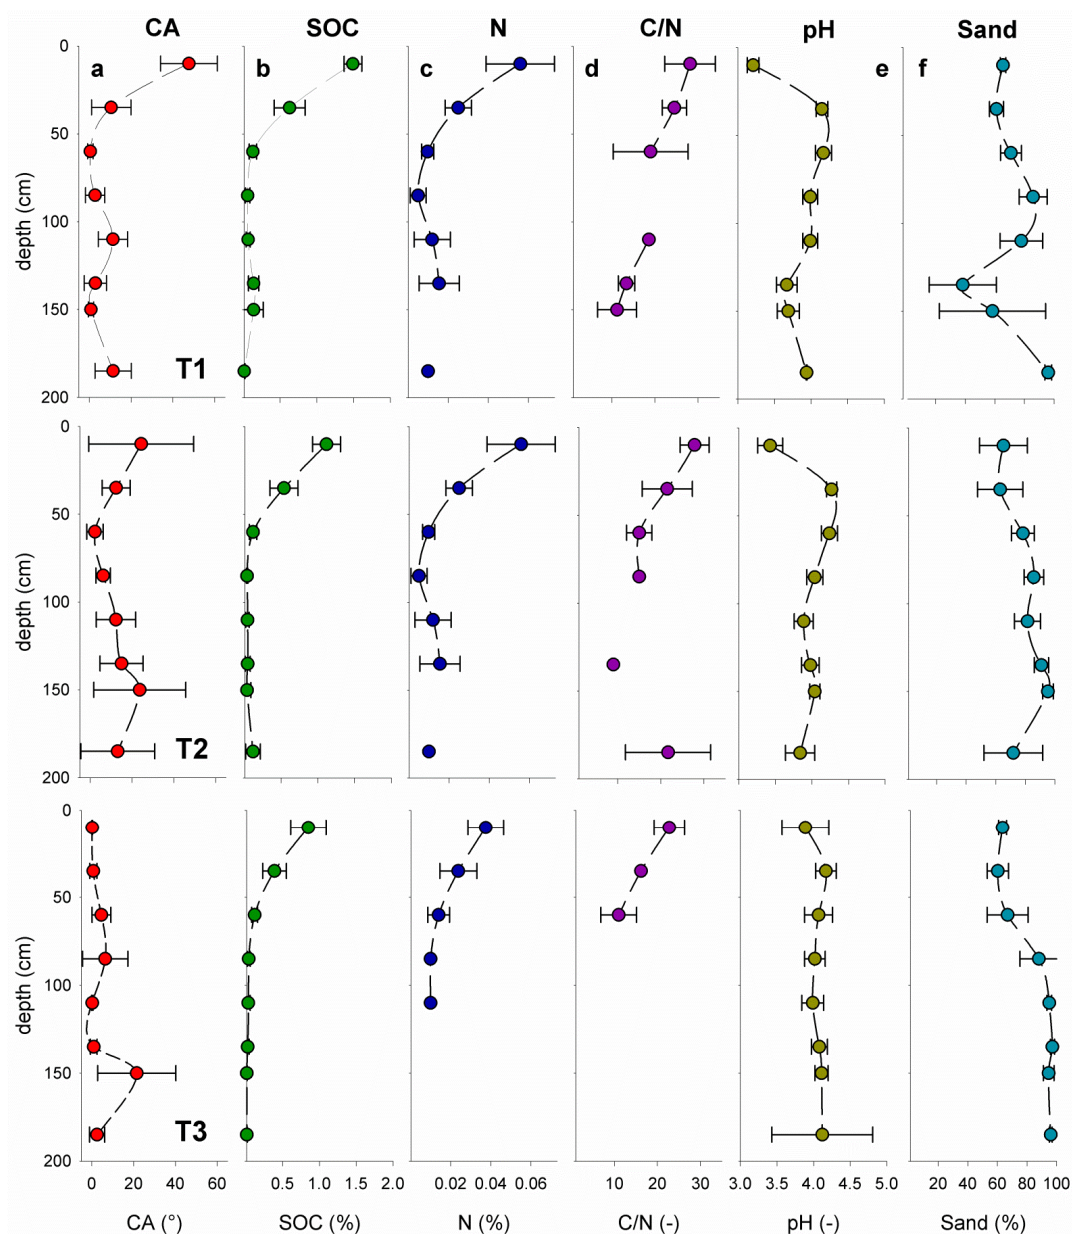 CA SOC N C/N pH Sand
a b c d e f
0
50
100
150
200
depth (cm)
T1
0
50
100
150
200
depth (cm)
T2
0
50
100
150
200
depth (cm)
T3
0 20 40 60 0.5 1.0 1.5 2.0 0.02 0.04 0.06 10 20 30 3.0 3.5 4.0 4.5 5.0 20 40 60 80 100
CA (°) SOC (%) N (%) C/N (-) pH (-) Sand (%)